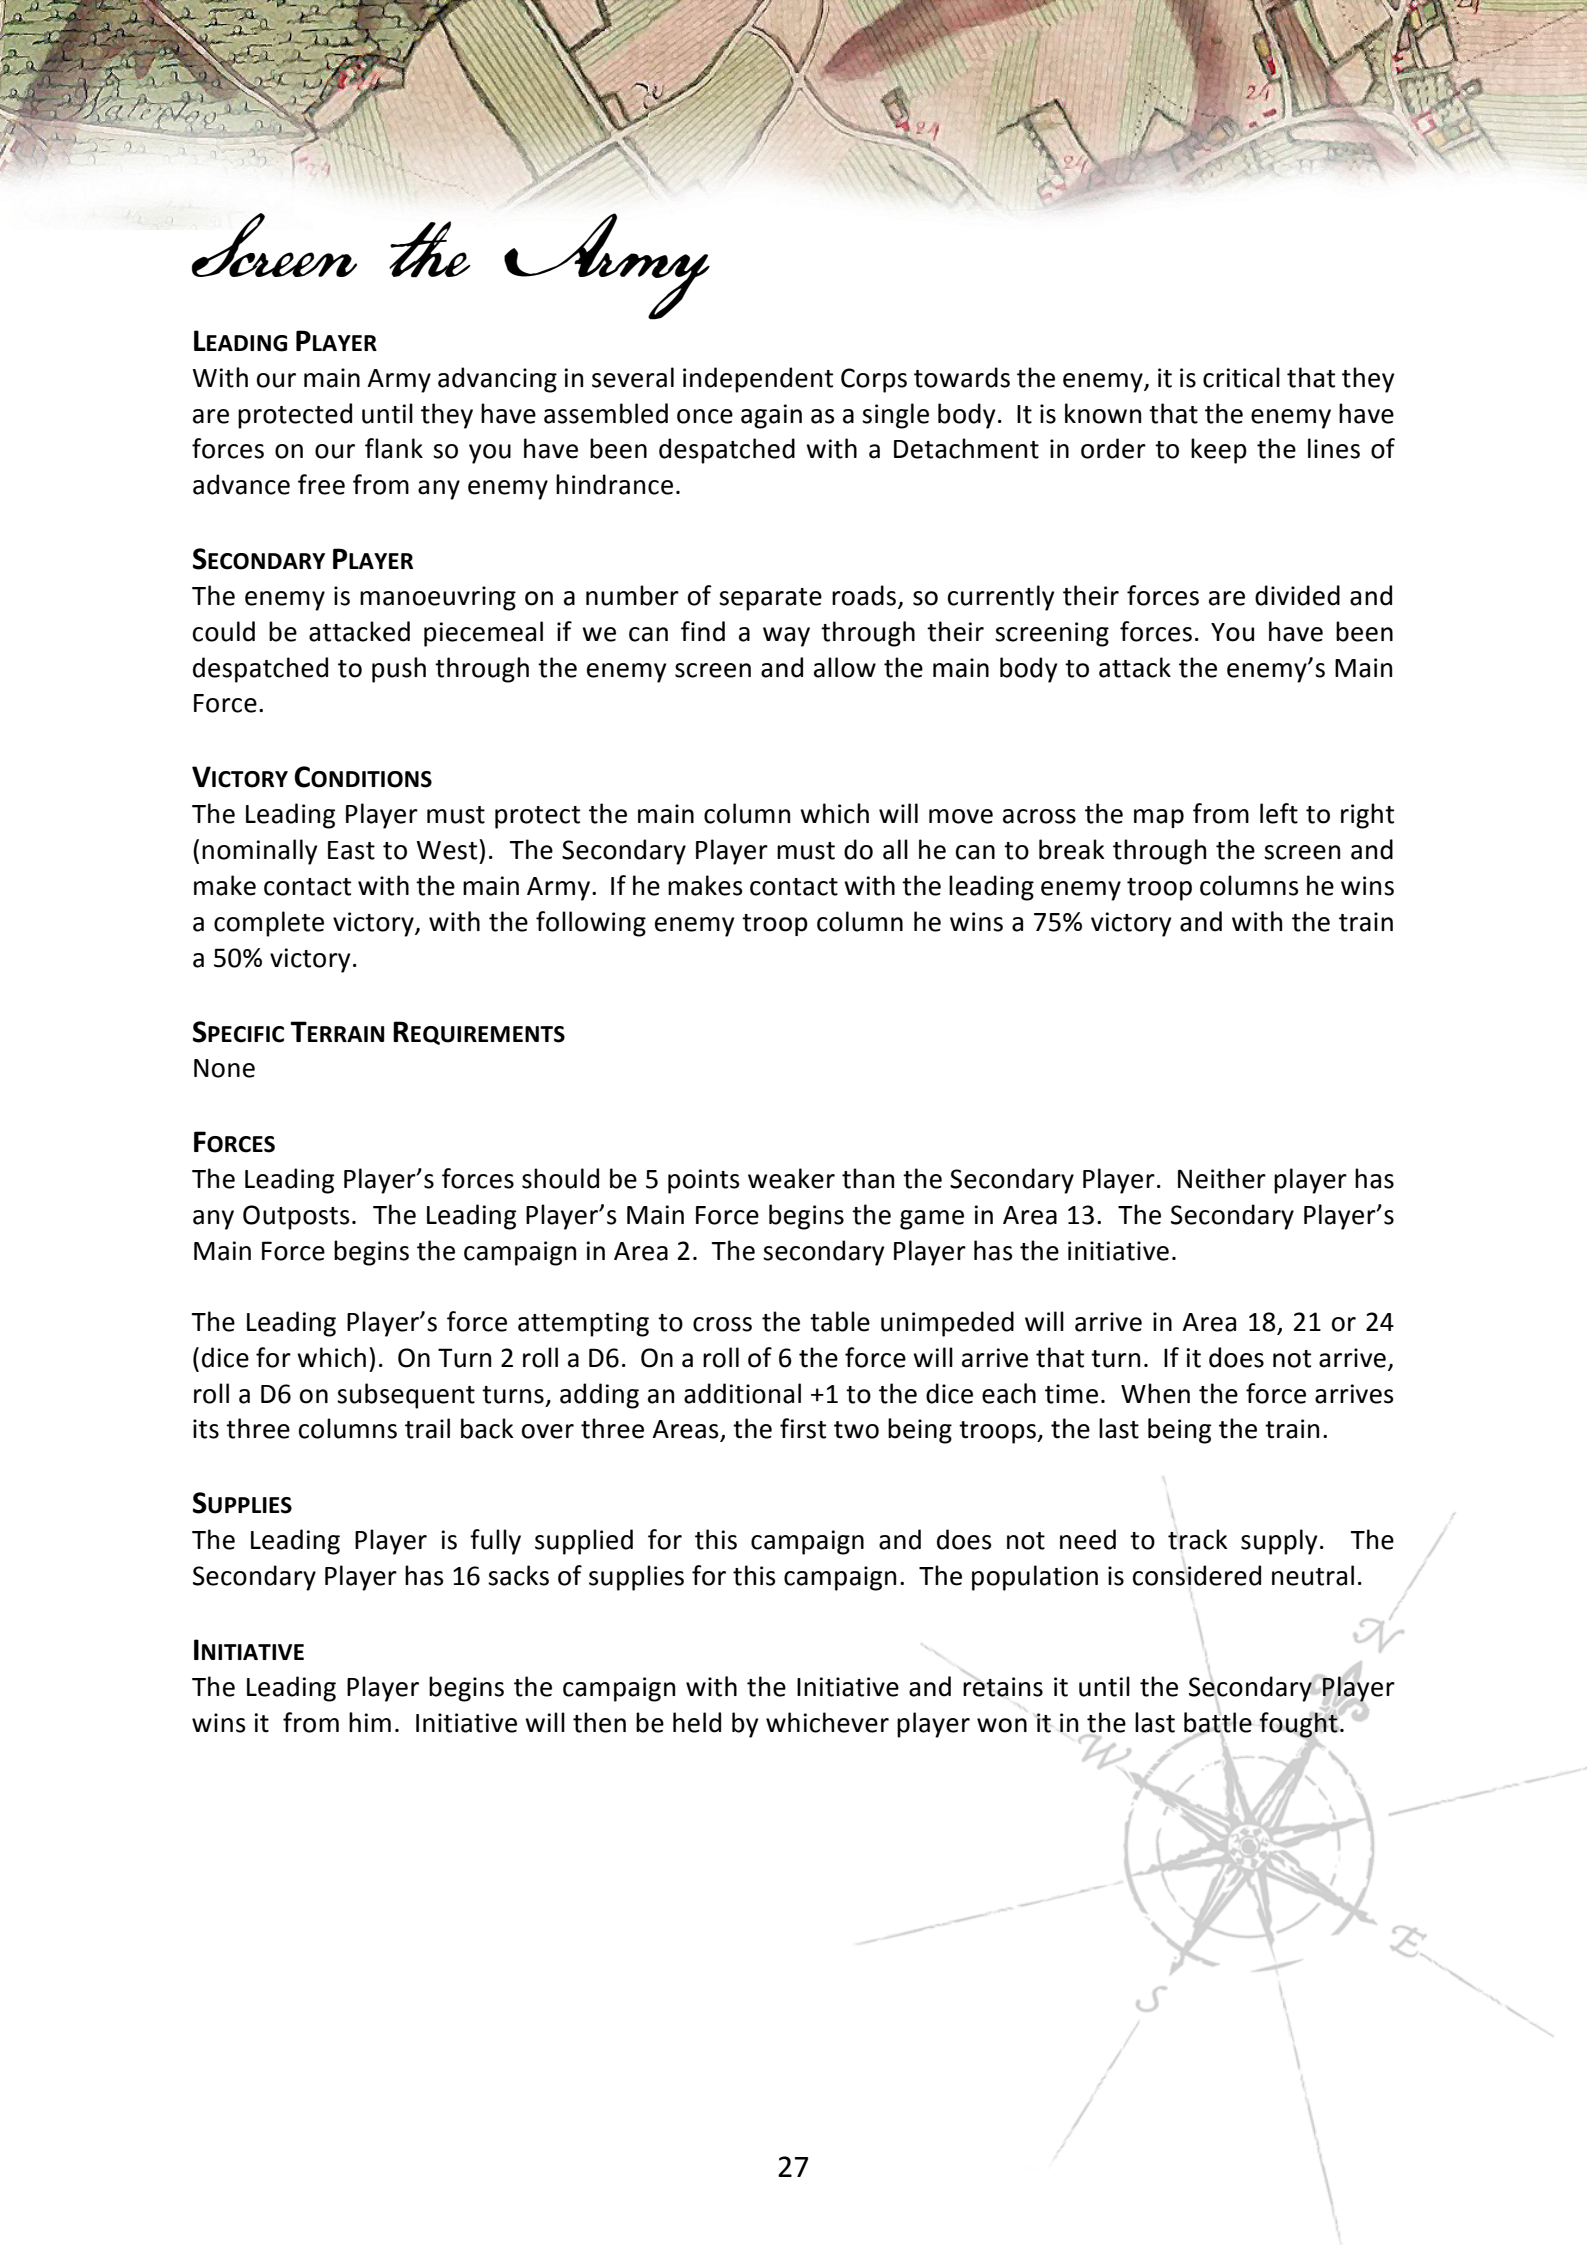 Waterloo
24
24
24
24
Screen the Army
LEADING PLAYER
With our main Army advancing in several independent Corps towards the enemy, it is critical that they
are protected until they have assembled once again as a single body.  It is known that the enemy have
forces on our flank so you have been despatched with a Detachment in order to keep the lines of
advance free from any enemy hindrance.
SECONDARY PLAYER
The enemy is manoeuvring on a number of separate roads, so currently their forces are divided and
could be attacked piecemeal if we can find a way through their screening forces. You have been
despatched to push through the enemy screen and allow the main body to attack the enemy’s Main
Force.
VICTORY CONDITIONS
The Leading Player must protect the main column which will move across the map from left to right
(nominally East to West).  The Secondary Player must do all he can to break through the screen and
make contact with the main Army.  If he makes contact with the leading enemy troop columns he wins
a complete victory, with the following enemy troop column he wins a 75% victory and with the train
a 50% victory.
SPECIFIC TERRAIN REQUIREMENTS
None
FORCES
The Leading Player’s forces should be 5 points weaker than the Secondary Player.  Neither player has
any Outposts.  The Leading Player’s Main Force begins the game in Area 13.  The Secondary Player’s
Main Force begins the campaign in Area 2.  The secondary Player has the initiative.
The Leading Player’s force attempting to cross the table unimpeded will arrive in Area 18, 21 or 24
(dice for which).  On Turn 2 roll a D6.  On a roll of 6 the force will arrive that turn.  If it does not arrive,
roll a D6 on subsequent turns, adding an additional +1 to the dice each time.  When the force arrives
its three columns trail back over three Areas, the first two being troops, the last being the train.
SUPPLIES
The Leading Player is fully supplied for this campaign and does not need to track supply.  The
Secondary Player has 16 sacks of supplies for this campaign.  The population is considered neutral.
INITIATIVE
The Leading Player begins the campaign with the Initiative and retains it until the Secondary Player
wins it  from him.  Initiative will then be held by whichever player won it in the last battle fought.
N
W
E
S
27